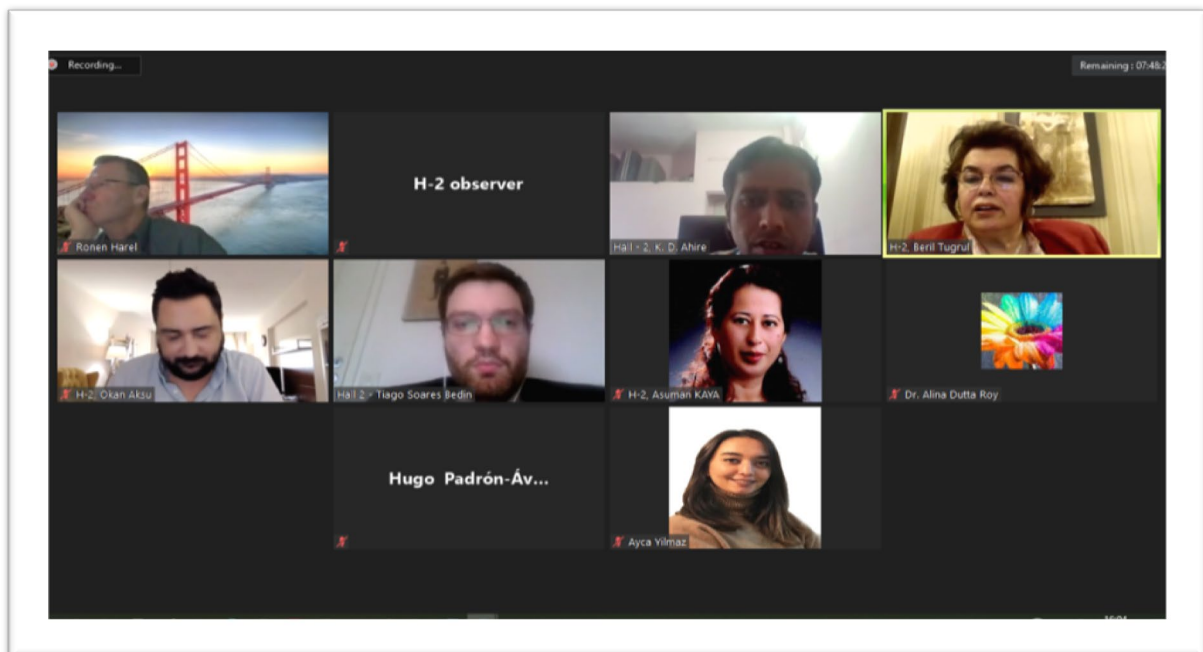 Recording...
Remaining : 07:48:2
Ronen Harel
H-2 observer
Hall - 2, K. D. Ahire
H-2, Beril Tugrul
H-2, Okan Aksu
Hall 2 - Tiago Soares Bedin
H-2, Asuman KAYA
Dr. Alina Dutta Roy
Hugo Padrón-Áv...
Ayca Yilmaz